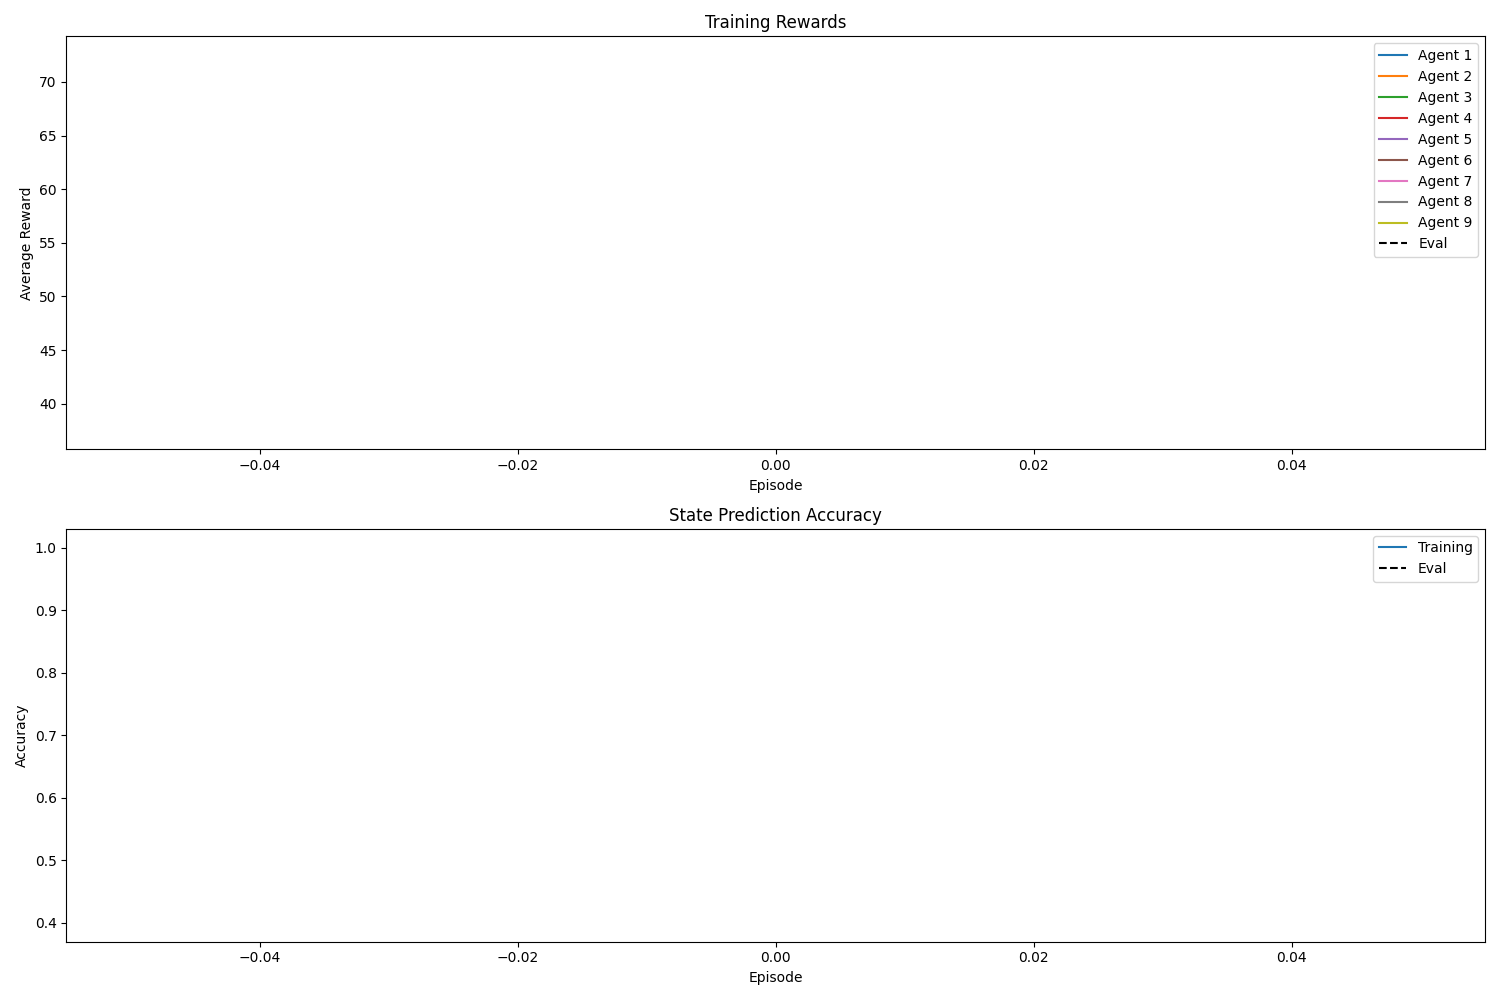 Training Rewards
Average Reward
70
65
60
55
50
45
40
Agent 1
Agent 2
Agent 3
Agent 4
Agent 5
Agent 6
Agent 7
Agent 8
Agent 9
Eval
−0.04 −0.02 0.00 0.02 0.04
Episode
State Prediction Accuracy
Accuracy
1.0
0.9
0.8
0.7
0.6
0.5
0.4
Training
Eval
−0.04 −0.02 0.00 0.02 0.04
Episode